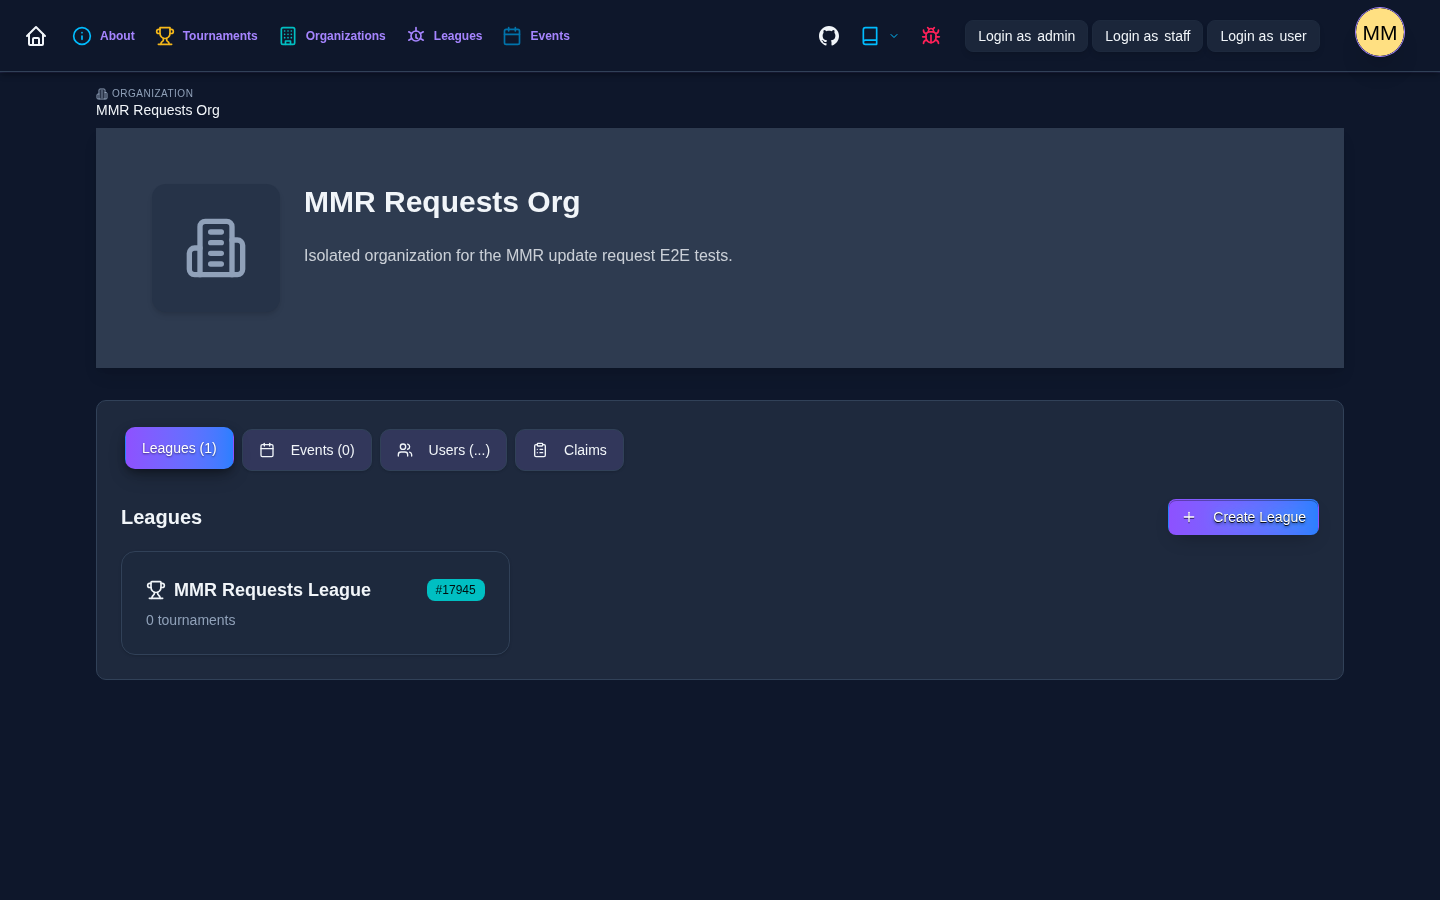 About
Tournaments
Organizations
Leagues
Events
Login as admin
Login as staff
Login as user
MM
ORGANIZATION
MMR Requests Org
MMR Requests Org
Isolated organization for the MMR update request E2E tests.
Leagues (1)
Events (0)
Users (...)
Claims
Leagues
Create League
MMR Requests League
#17945
0 tournaments